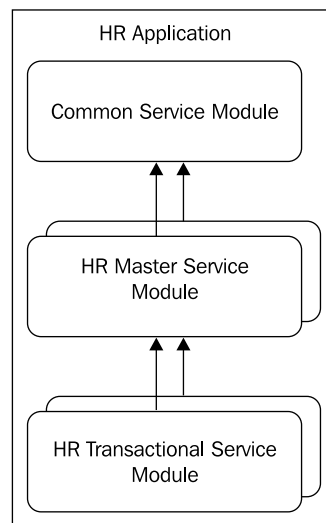 HR Application
Common Service Module
HR Master Service
Module
HR Transactional Service
Module